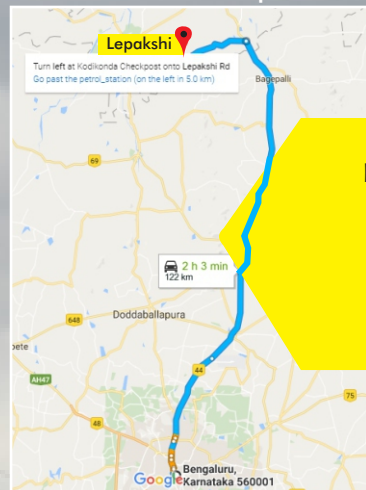 Lepakshi
Turn left at Kodikonda Checkpost onto Lepakshi Rd
Go past the petrol_station (on the left in 5.0 km)
Bagepalli
69
2 h 3 min
122 km
Doddaballapura
648
44
AH47
75
48
Google
Bengaluru,
Karnataka 560001